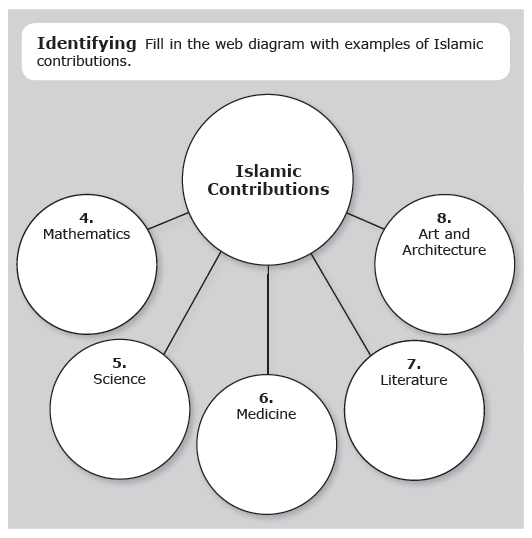 Identifying Fill in the web diagram with examples of Islamic
contributions.
Islamic
Contributions
4.
Mathematics
5.
Science
6.
Medicine
7.
Literature
8.
Art and
Architecture